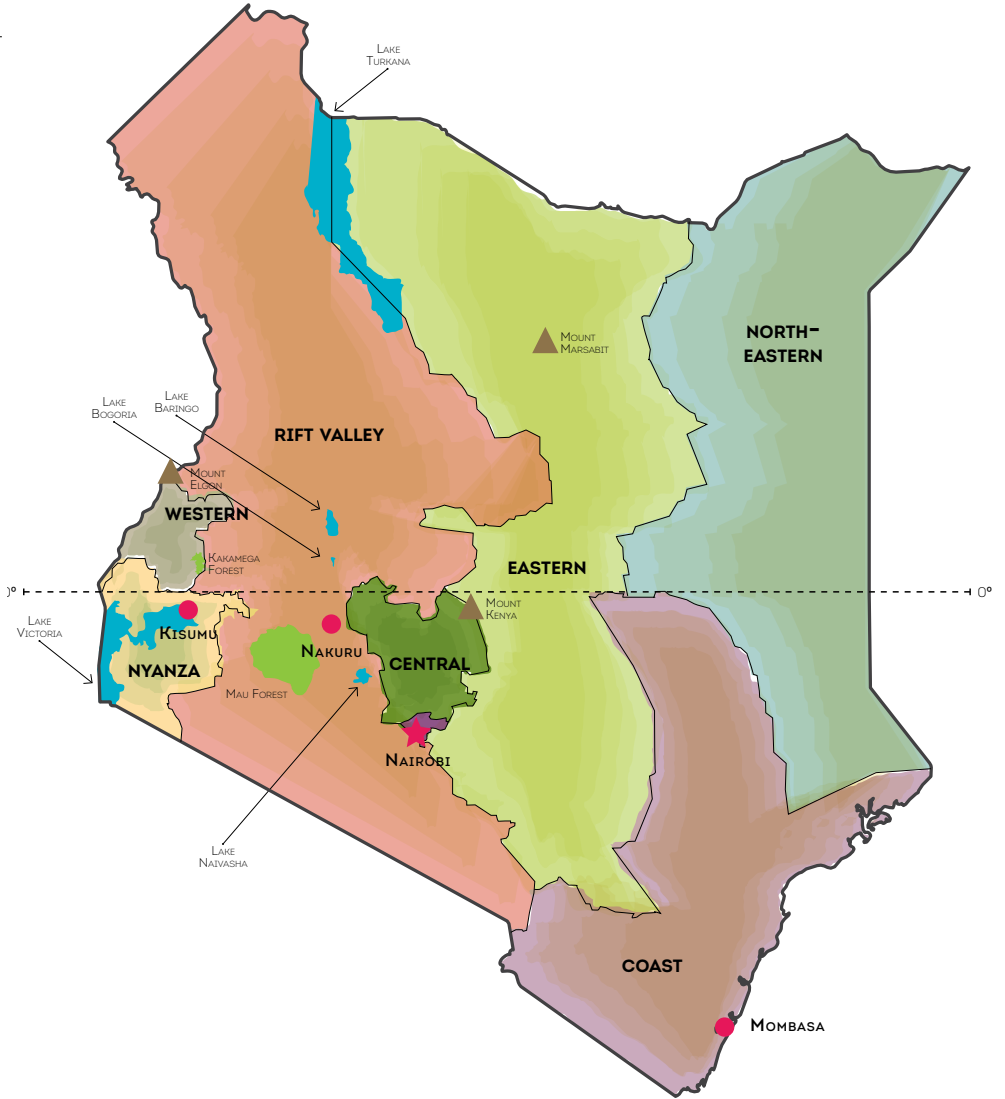 Lake
Turkana
North-
Eastern
Mount
Marsabit
Lake
Baringo
Lake
Bogoria
Rift Valley
Mount
Elgon
Western
Kakamega
Forest
Eastern
0°
0°
Mount
Kenya
Lake
Victoria
Kisumu
Nakuru
Central
Nyanza
Mau Forest
Nairobi
Lake
Naivasha
Coast
Mombasa